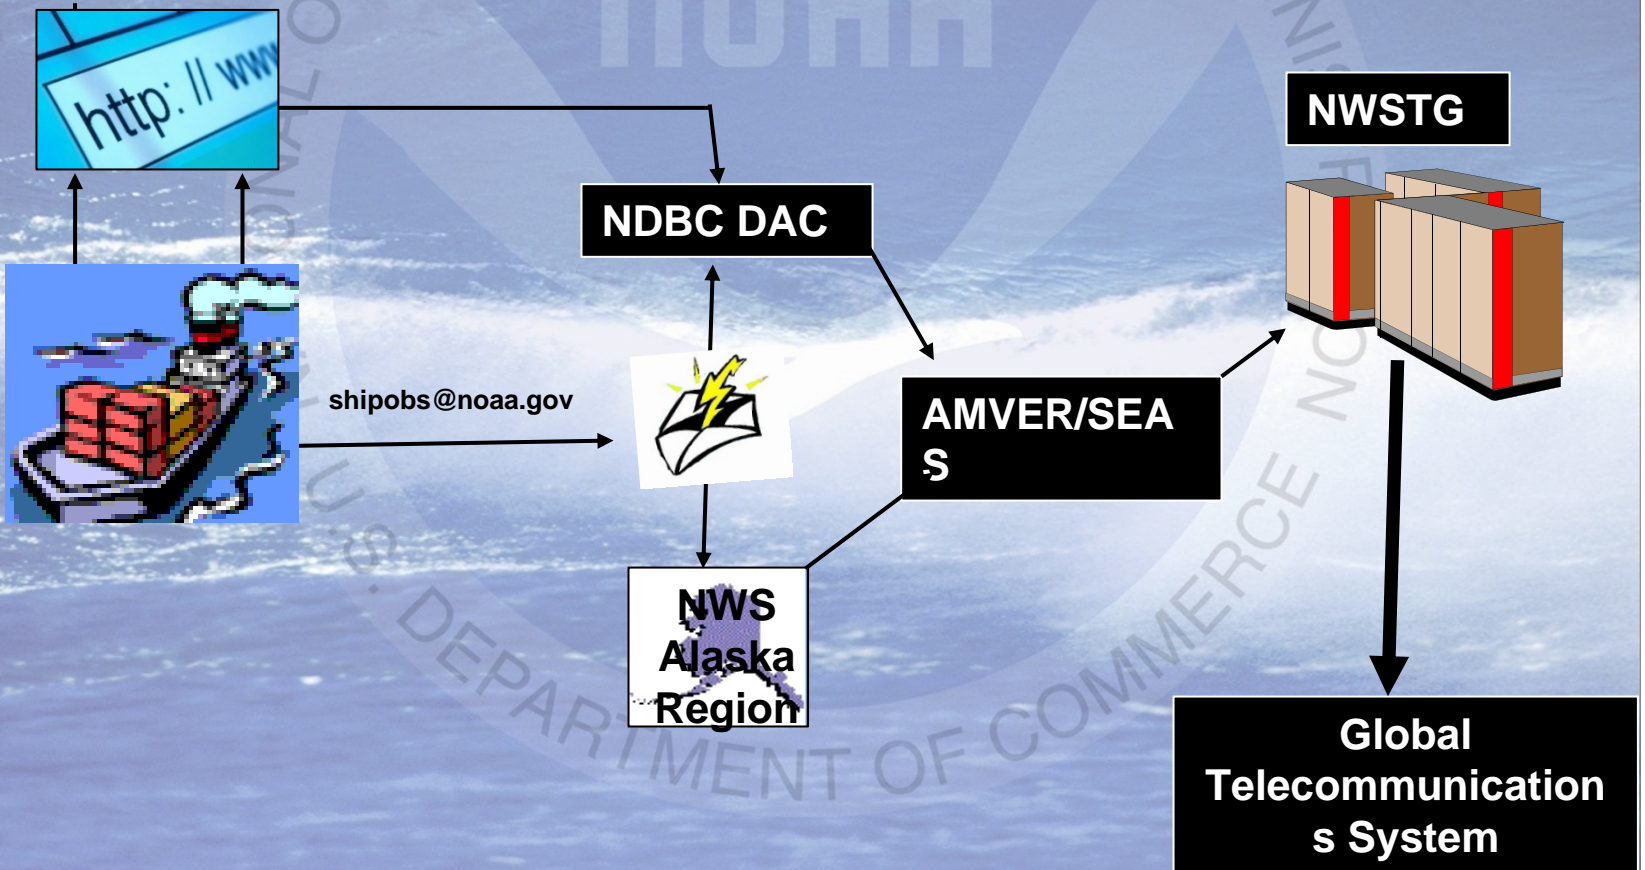 NOAA
http: // www
NWSTG
NDBC DAC
shipobs@noaa.gov
AMVER/SEA
S
NWS
Alaska
Region
U.S. DEPARTMENT OF COMMERCE
Global
Telecommunication
s System